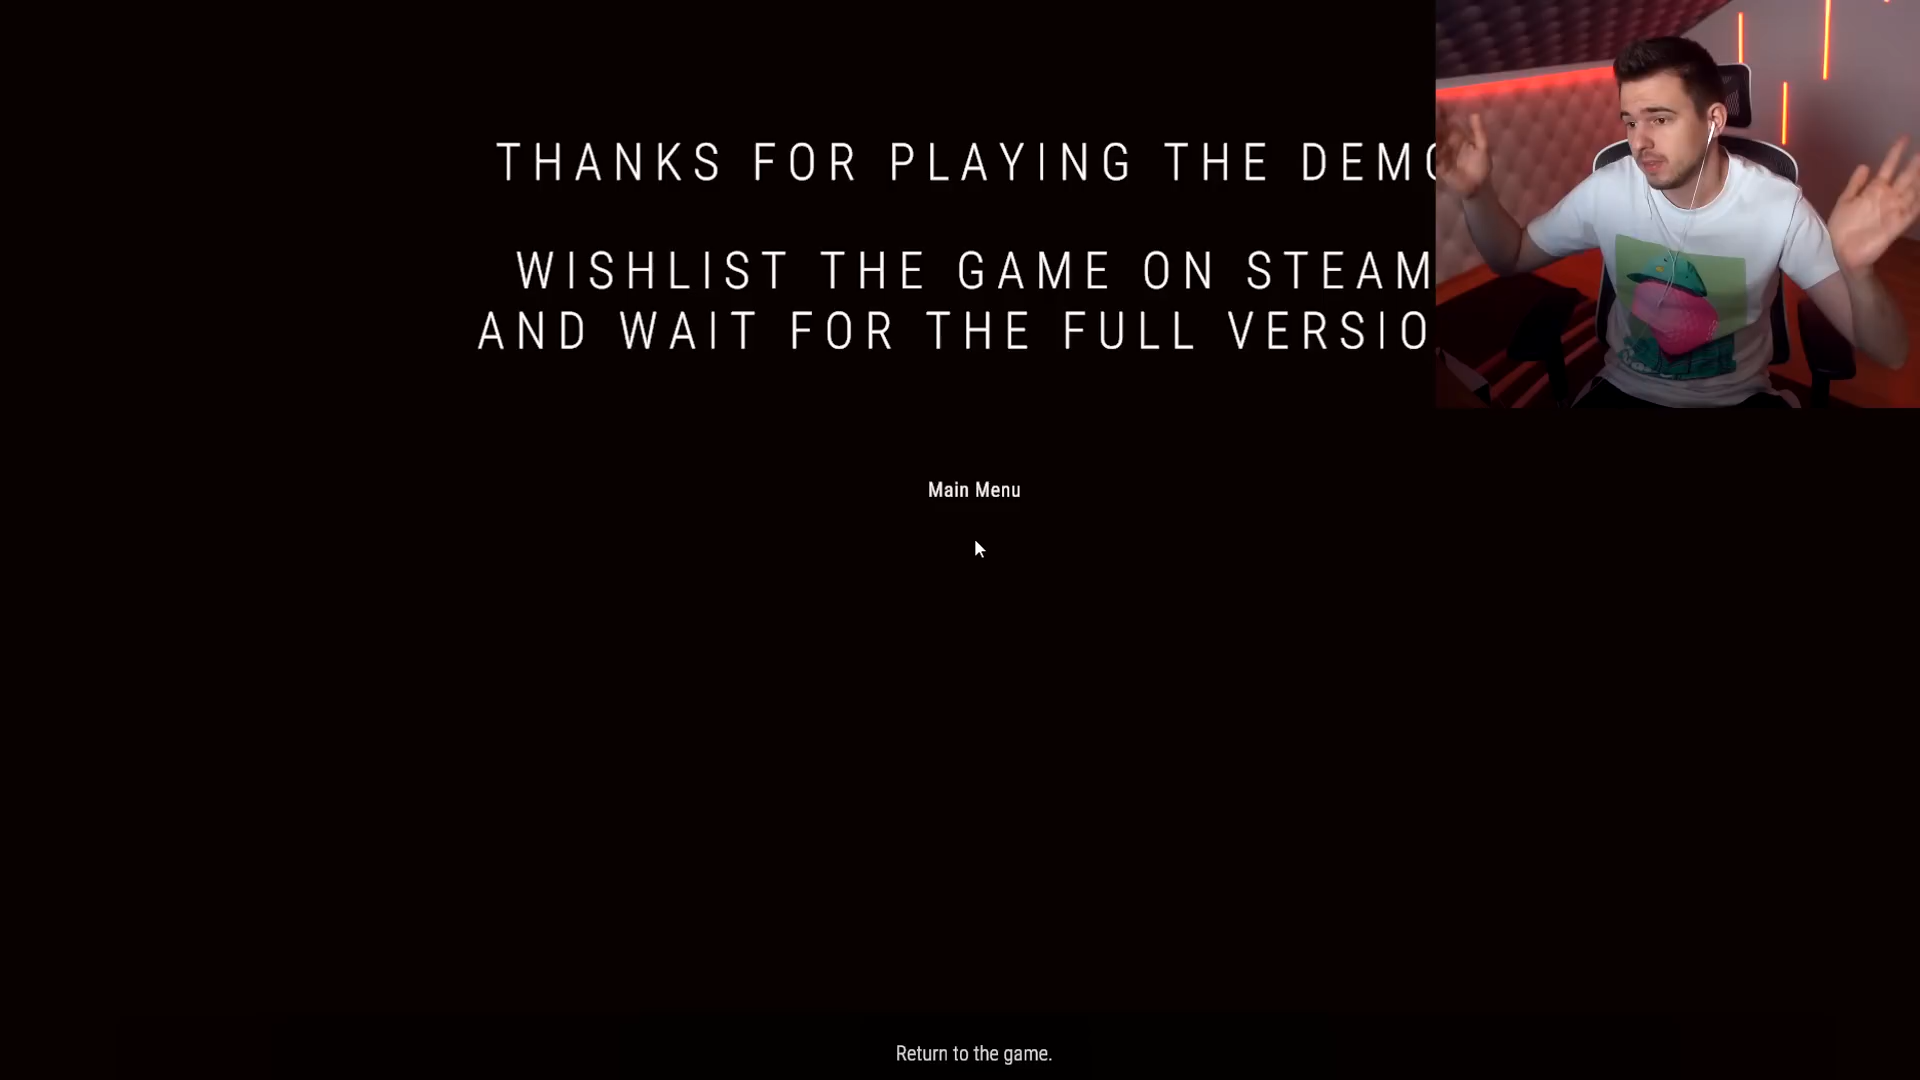 THANKS FOR PLAYING THE DEMO
WISHLIST THE GAME ON STEAM
AND WAIT FOR THE FULL VERSIO
Main Menu
Return to the game.